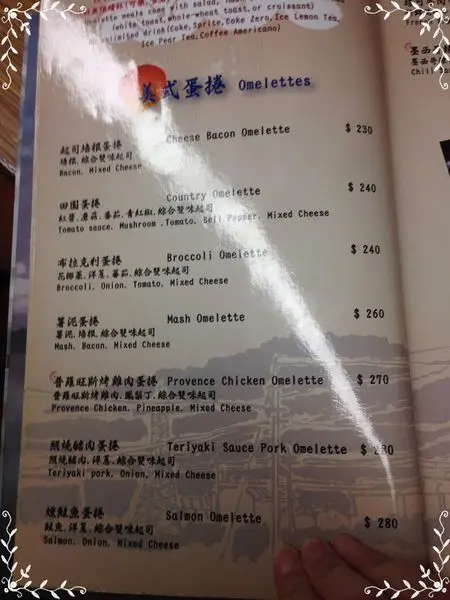 (white toast, whole-wheat toast, or croissant)
unlimited drink(Coke, Sprite, Coke Zero, Ice Lemon Tea,
Ice Pear Tea, Coffee Americano)
美式蛋捲 Omelettes
起司培根蛋捲 Cheese Bacon Omelette $ 230
培根.綜合雙味起司
Bacon. Mixed Cheese
田園蛋捲 Country Omelette $ 240
紅醬.蘑菇.番茄.青紅椒.綜合雙味起司
Tomato sauce. Mushroom .Tomato. Bell Pepper. Mixed Cheese
布拉克利蛋捲 Broccoli Omelette $ 240
花椰菜.洋蔥.番茄.綜合雙味起司
Broccoli. Onion. Tomato. Mixed Cheese
薯泥蛋捲 Mash Omelette $ 260
薯泥.培根.綜合雙味起司
Mash. Bacon. Mixed Cheese
普羅旺斯烤雞肉蛋捲 Provence Chicken Omelette $ 270
普羅旺斯烤雞肉.鳳梨丁.綜合雙味起司
Provence Chicken. Pineapple. Mixed Cheese
照燒豬肉蛋捲 Teriyaki Sauce Pork Omelette $ 280
照燒豬肉.洋蔥.綜合雙味起司
Teriyaki pork. Onion. Mixed Cheese
燻鮭魚蛋捲 Salmon Omelette $ 280
鮭魚.洋蔥.綜合雙味起司
Salmon. Onion. Mixed Cheese